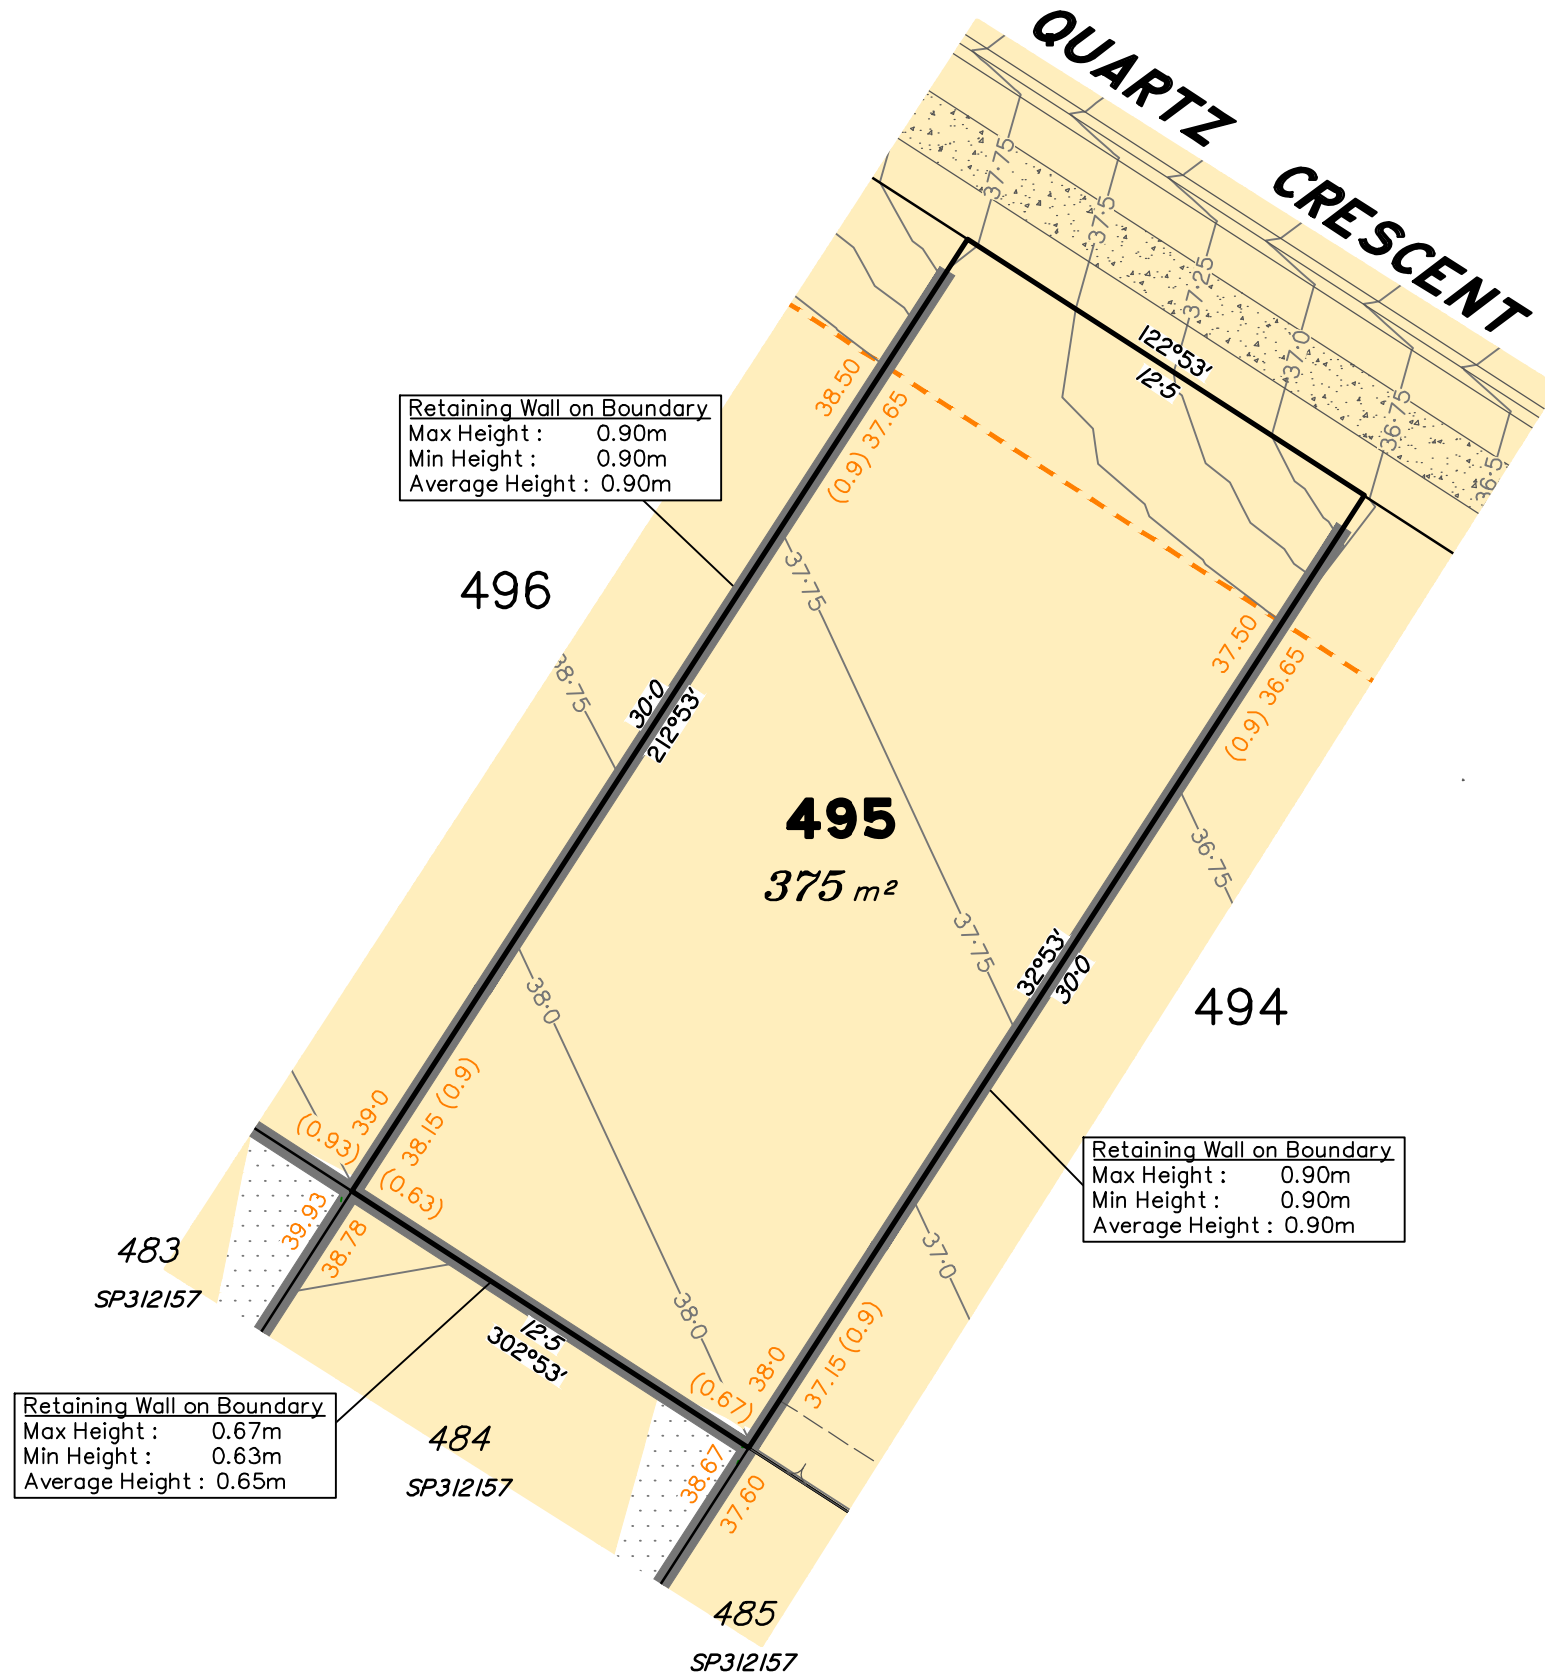 QUARTZ CRESCENT
37·75
37·5
37·25
37·0
36·75
36·5
122°53'
12·5
38.50
(0.9) 37.65
Retaining Wall on Boundary
Max Height : 0.90m
Min Height : 0.90m
Average Height : 0.90m
496
37·75
37.50
(0.9) 36.65
38·75
30·0
212°53'
495
375 m²
36·75
37·75
32°53'
30·0
494
38·0
39·0
(0.93)
38.15 (0.9)
(0.63)
Retaining Wall on Boundary
Max Height : 0.90m
Min Height : 0.90m
Average Height : 0.90m
39.93
38.78
483
SP312157
37·0
38·0
12·5
302°53'
38·0
(0.67)
37.15 (0.9)
Retaining Wall on Boundary
Max Height : 0.67m
Min Height : 0.63m
Average Height : 0.65m
484
SP312157
38.67
37.60
485
SP312157